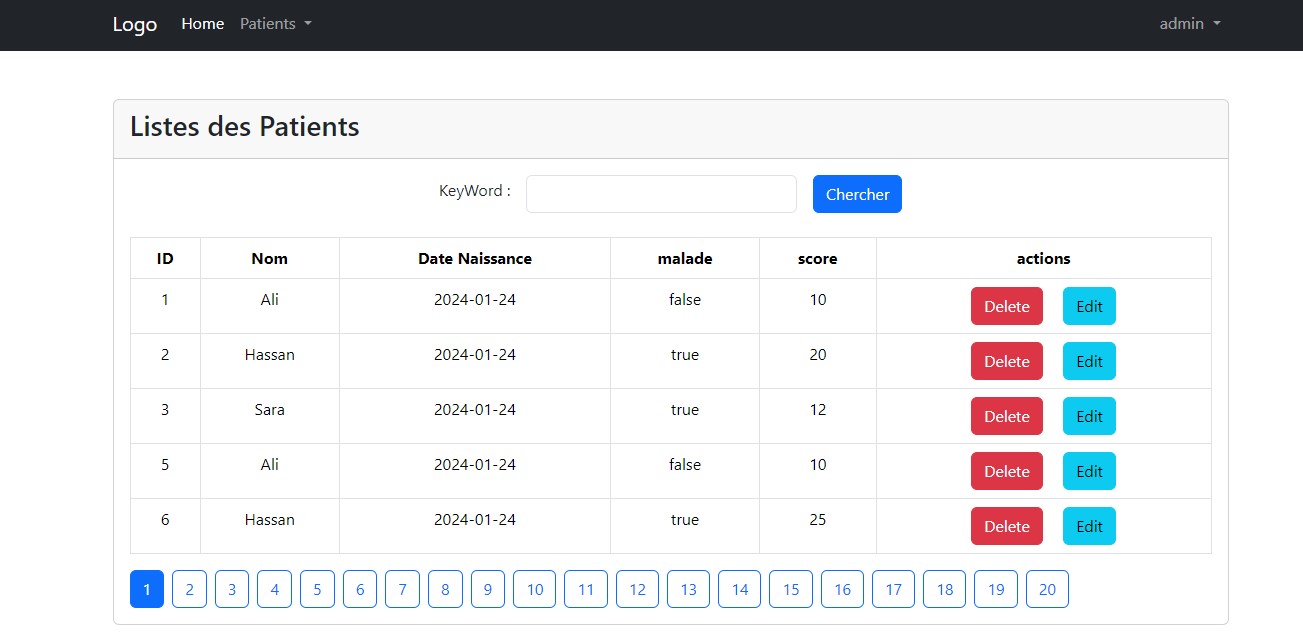 Logo Home Patients admin
Listes des Patients
KeyWord : Chercher
ID Nom Date Naissance malade score actions
1 Ali 2024-01-24 false 10 Delete Edit
2 Hassan 2024-01-24 true 20 Delete Edit
3 Sara 2024-01-24 true 12 Delete Edit
5 Ali 2024-01-24 false 10 Delete Edit
6 Hassan 2024-01-24 true 25 Delete Edit
1 2 3 4 5 6 7 8 9 10 11 12 13 14 15 16 17 18 19 20